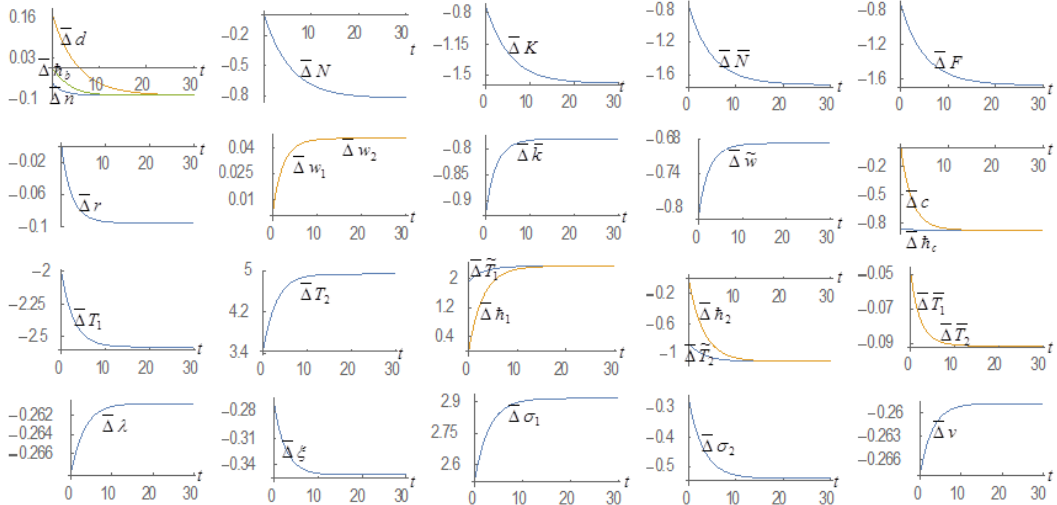 0.16
Δ̅ d
t
0.03
Δ̅ ħ_b
10 20 30
Δ̅ n
−0.1
10 20 30
t
−0.2
−0.5
Δ̅ N
−0.8
−0.8
Δ̅ K
−1.15
−1.5
0 10 20 30 t
−0.8
−1.2
Δ̅ N̅
−1.6
0 10 20 30 t
−0.8
−1.2
Δ̅ F
−1.6
0 10 20 30 t
0 10 20 30 t
−0.02
−0.06
Δ̅ r
−0.1
0.04
Δ̅ w₂
0.025
Δ̅ w₁
0.01
0 10 20 30 t
−0.8
Δ̅ k̅
−0.85
−0.9
0 10 20 30 t
−0.68
Δ̅ w̃
−0.74
−0.8
0 10 20 30 t
0
10 20 30 t
−0.4
Δ̅ c
−0.8
Δ̅ ħ_c
−2
−2.25
Δ̅ T₁
−2.5
0 10 20 30 t
5
Δ̅ T₂
4.2
3.4
0 10 20 30 t
2
Δ̅ T̃₁
1.2
Δ̅ ħ₁
0.4
0 10 20 30 t
0 10 20 30 t
−0.2
Δ̅ ħ₂
−0.6
−1
Δ̅ T̃₂
−0.05
Δ̅ T̅₁
−0.07
Δ̅ T̅₂
−0.09
0 10 20 30 t
−0.262
−0.264
Δ̅ λ
−0.266
0 10 20 30 t
−0.28
−0.31
Δ̅ ξ
−0.34
0 10 20 30 t
2.9
Δ̅ σ₁
2.75
2.6
0 10 20 30 t
−0.3
−0.4
Δ̅ σ₂
−0.5
0 10 20 30 t
−0.26
Δ̅ v
−0.263
−0.266
0 10 20 30 t